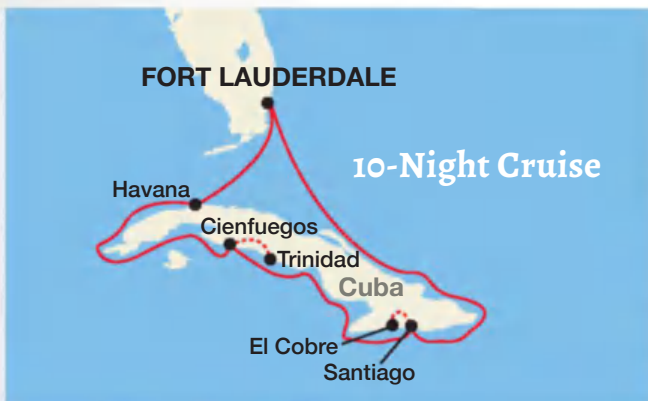 FORT LAUDERDALE
10-Night Cruise
Havana
Cienfuegos
Trinidad
Cuba
El Cobre
Santiago